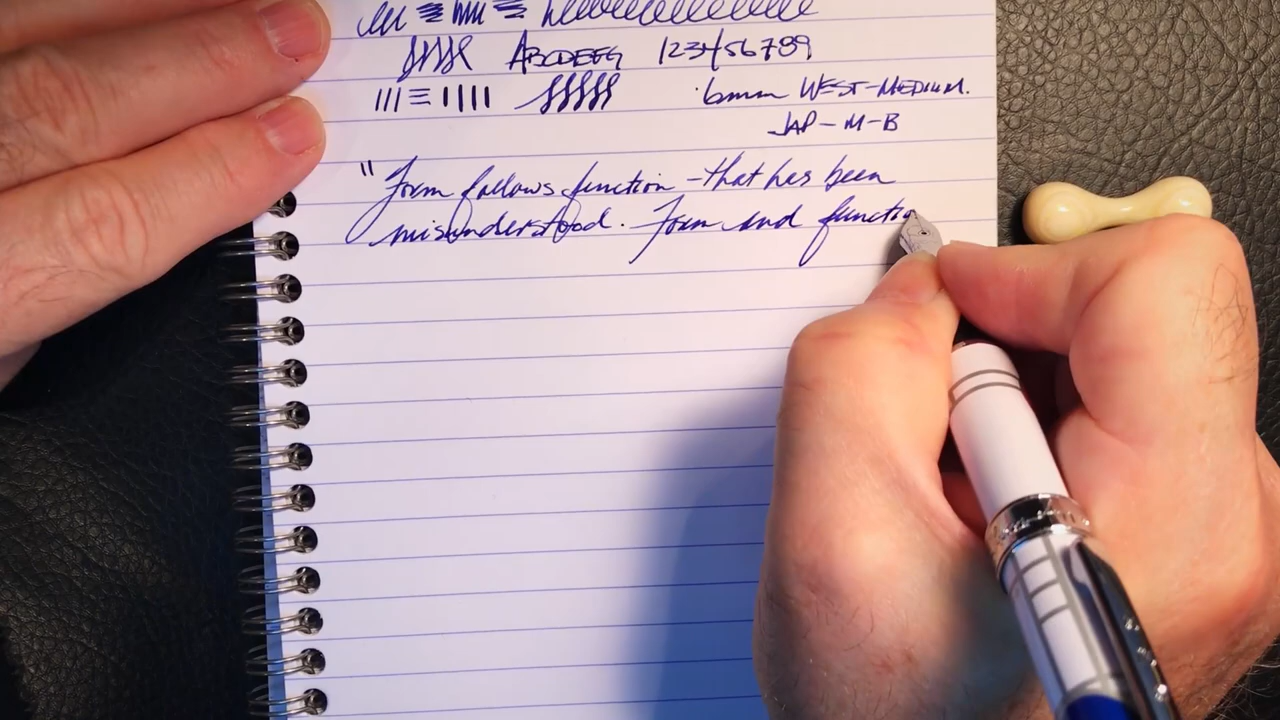 ABCDEFG 123456789
6mm WEST-MEDIUM.
JAP-M-B
"Form follows function - that has been
misunderstood. Form and functio